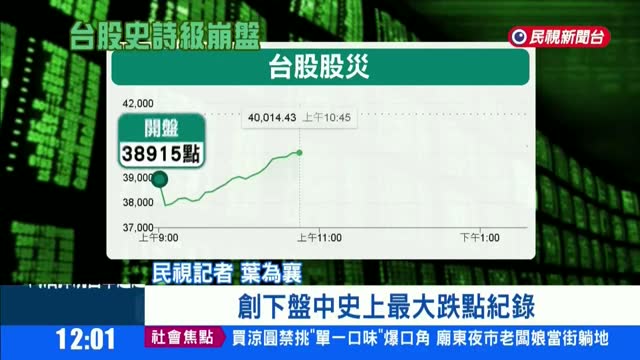 台股史詩級崩盤
民視新聞台
台股股災
42,000
40,014.43 上午10:45
開盤
38915點
39,000
38,000
37,000
上午9:00
上午11:00
下午1:00
民視記者 葉為襄
創下盤中史上最大跌點紀錄
12:01
社會焦點
買涼圓禁挑"單一口味"爆口角 廟東夜市老闆娘當街躺地